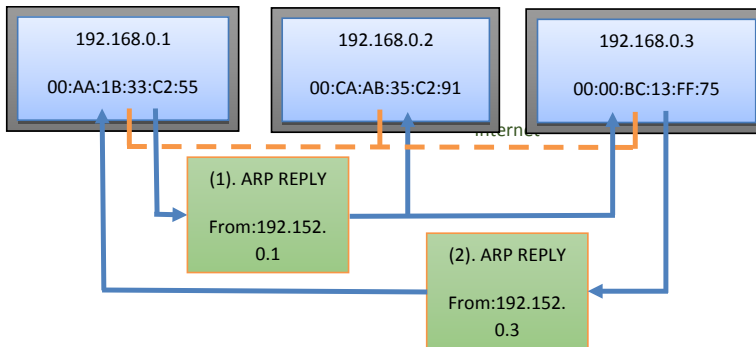 192.168.0.1
00:AA:1B:33:C2:55
192.168.0.2
00:CA:AB:35:C2:91
192.168.0.3
00:00:BC:13:FF:75
Internet
(1). ARP REPLY
From:192.152.
0.1
(2). ARP REPLY
From:192.152.
0.3